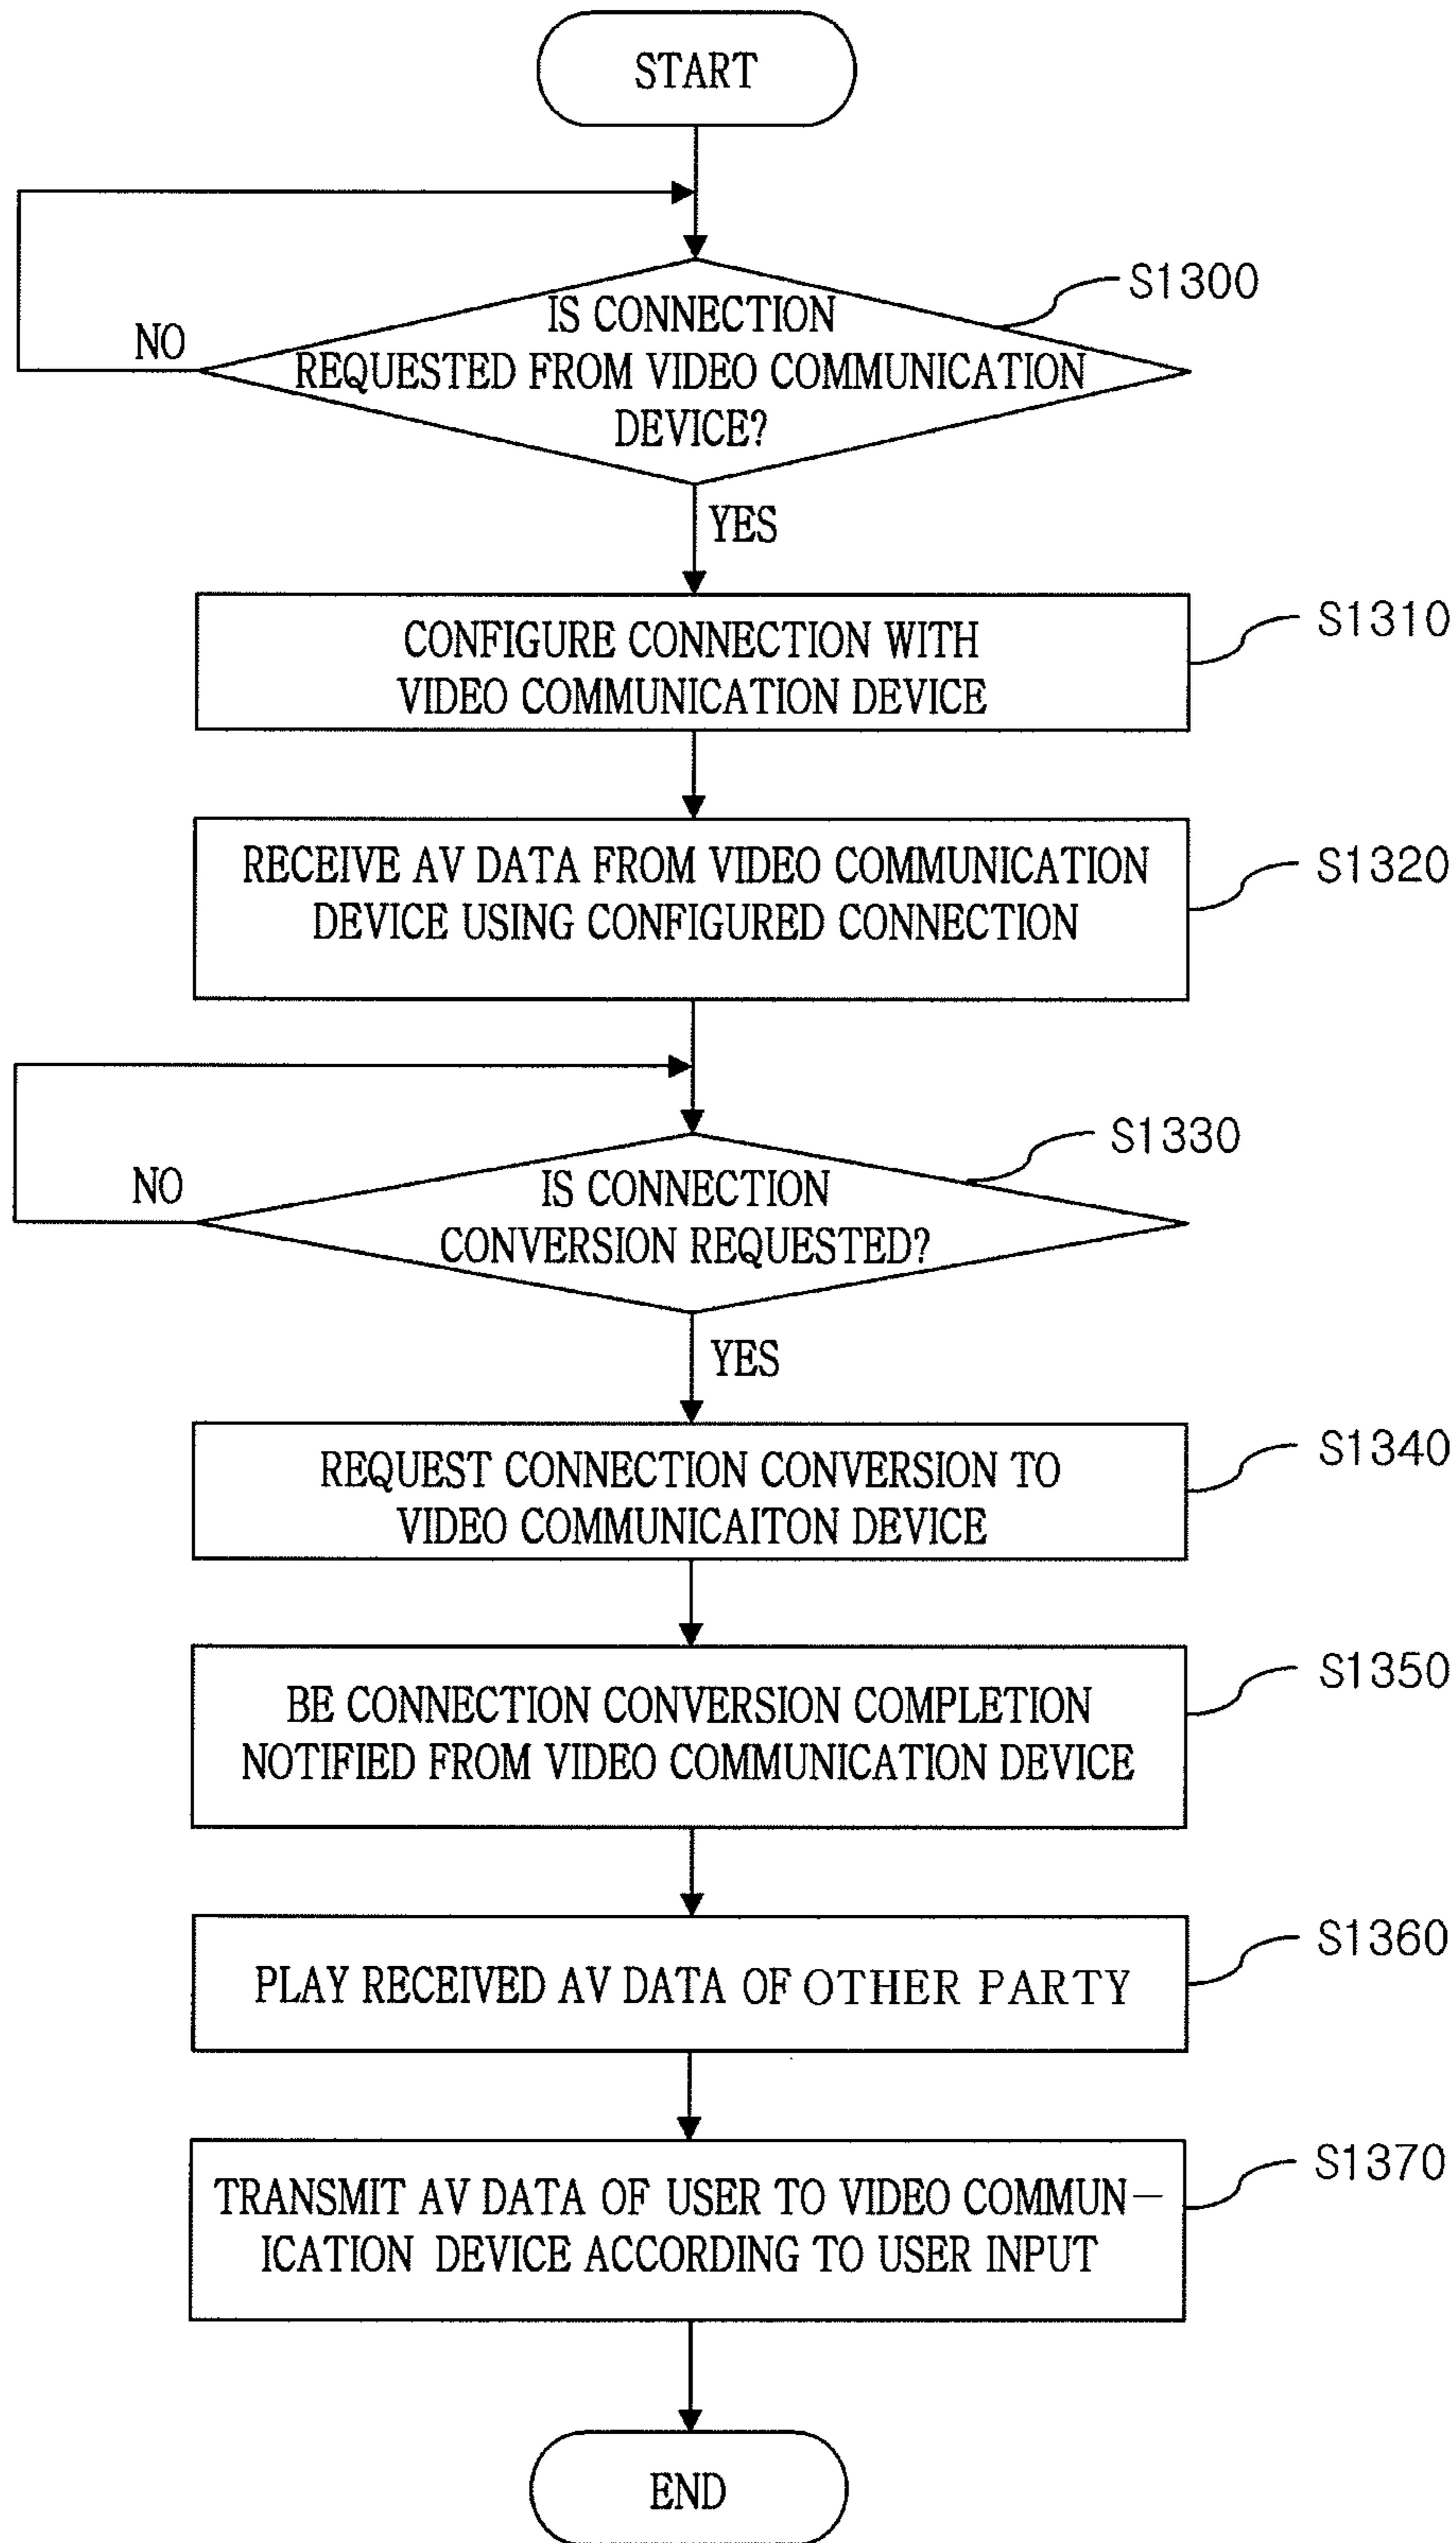 START
S1300
IS CONNECTION
REQUESTED FROM VIDEO COMMUNICATION
DEVICE?
NO
YES
S1310
CONFIGURE CONNECTION WITH
VIDEO COMMUNICATION DEVICE
S1320
RECEIVE AV DATA FROM VIDEO COMMUNICATION
DEVICE USING CONFIGURED CONNECTION
S1330
IS CONNECTION
CONVERSION REQUESTED?
NO
YES
S1340
REQUEST CONNECTION CONVERSION TO
VIDEO COMMUNICAITON DEVICE
S1350
BE CONNECTION CONVERSION COMPLETION
NOTIFIED FROM VIDEO COMMUNICATION DEVICE
S1360
PLAY RECEIVED AV DATA OF OTHER PARTY
S1370
TRANSMIT AV DATA OF USER TO VIDEO COMMUN-
ICATION DEVICE ACCORDING TO USER INPUT
END